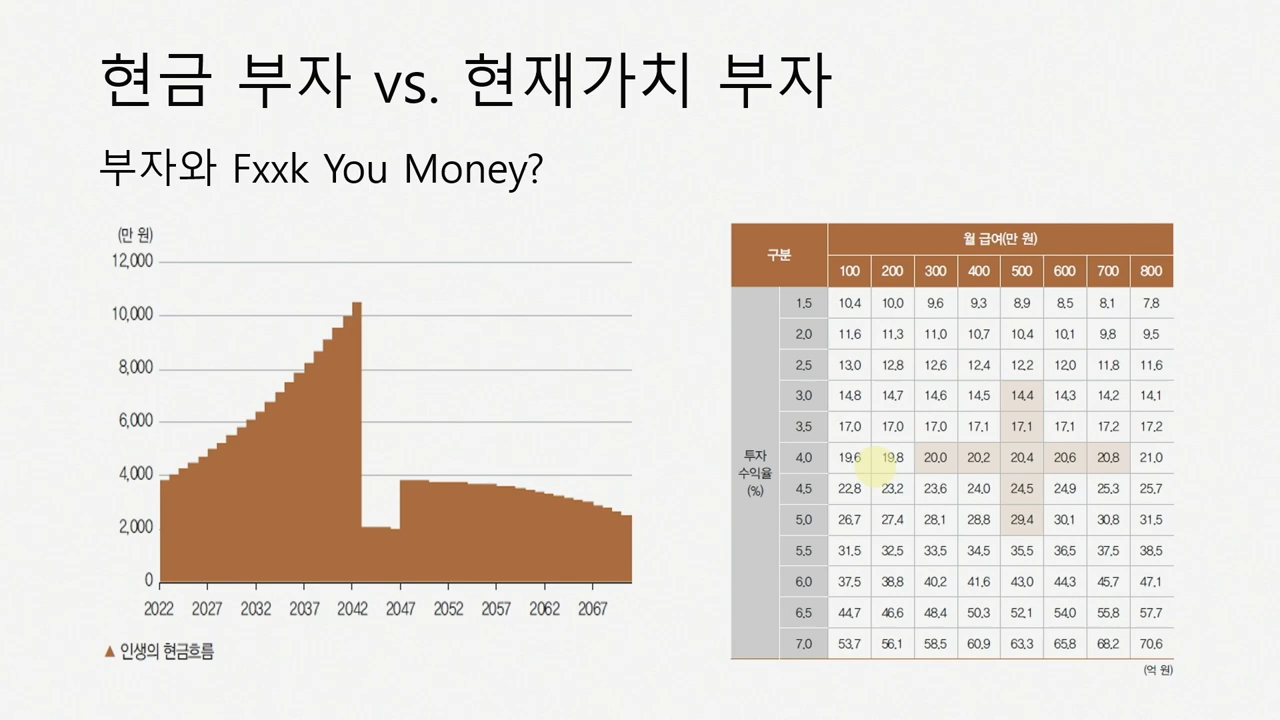 현금 부자 vs. 현재가치 부자
부자와 Fxxk You Money?
(만 원)
12,000
10,000
8,000
6,000
4,000
2,000
0
2022 2027 2032 2037 2042 2047 2052 2057 2062 2067
▲ 인생의 현금흐름
구분 월 급여(만 원)
100 200 300 400 500 600 700 800
투자 수익율 (%)
1.5 10.4 10.0 9.6 9.3 8.9 8.5 8.1 7.8
2.0 11.6 11.3 11.0 10.7 10.4 10.1 9.8 9.5
2.5 13.0 12.8 12.6 12.4 12.2 12.0 11.8 11.6
3.0 14.8 14.7 14.6 14.5 14.4 14.3 14.2 14.1
3.5 17.0 17.0 17.0 17.1 17.1 17.1 17.2 17.2
4.0 19.6 19.8 20.0 20.2 20.4 20.6 20.8 21.0
4.5 22.8 23.2 23.6 24.0 24.5 24.9 25.3 25.7
5.0 26.7 27.4 28.1 28.8 29.4 30.1 30.8 31.5
5.5 31.5 32.5 33.5 34.5 35.5 36.5 37.5 38.5
6.0 37.5 38.8 40.2 41.6 43.0 44.3 45.7 47.1
6.5 44.7 46.6 48.4 50.3 52.1 54.0 55.8 57.7
7.0 53.7 56.1 58.5 60.9 63.3 65.8 68.2 70.6
(억 원)